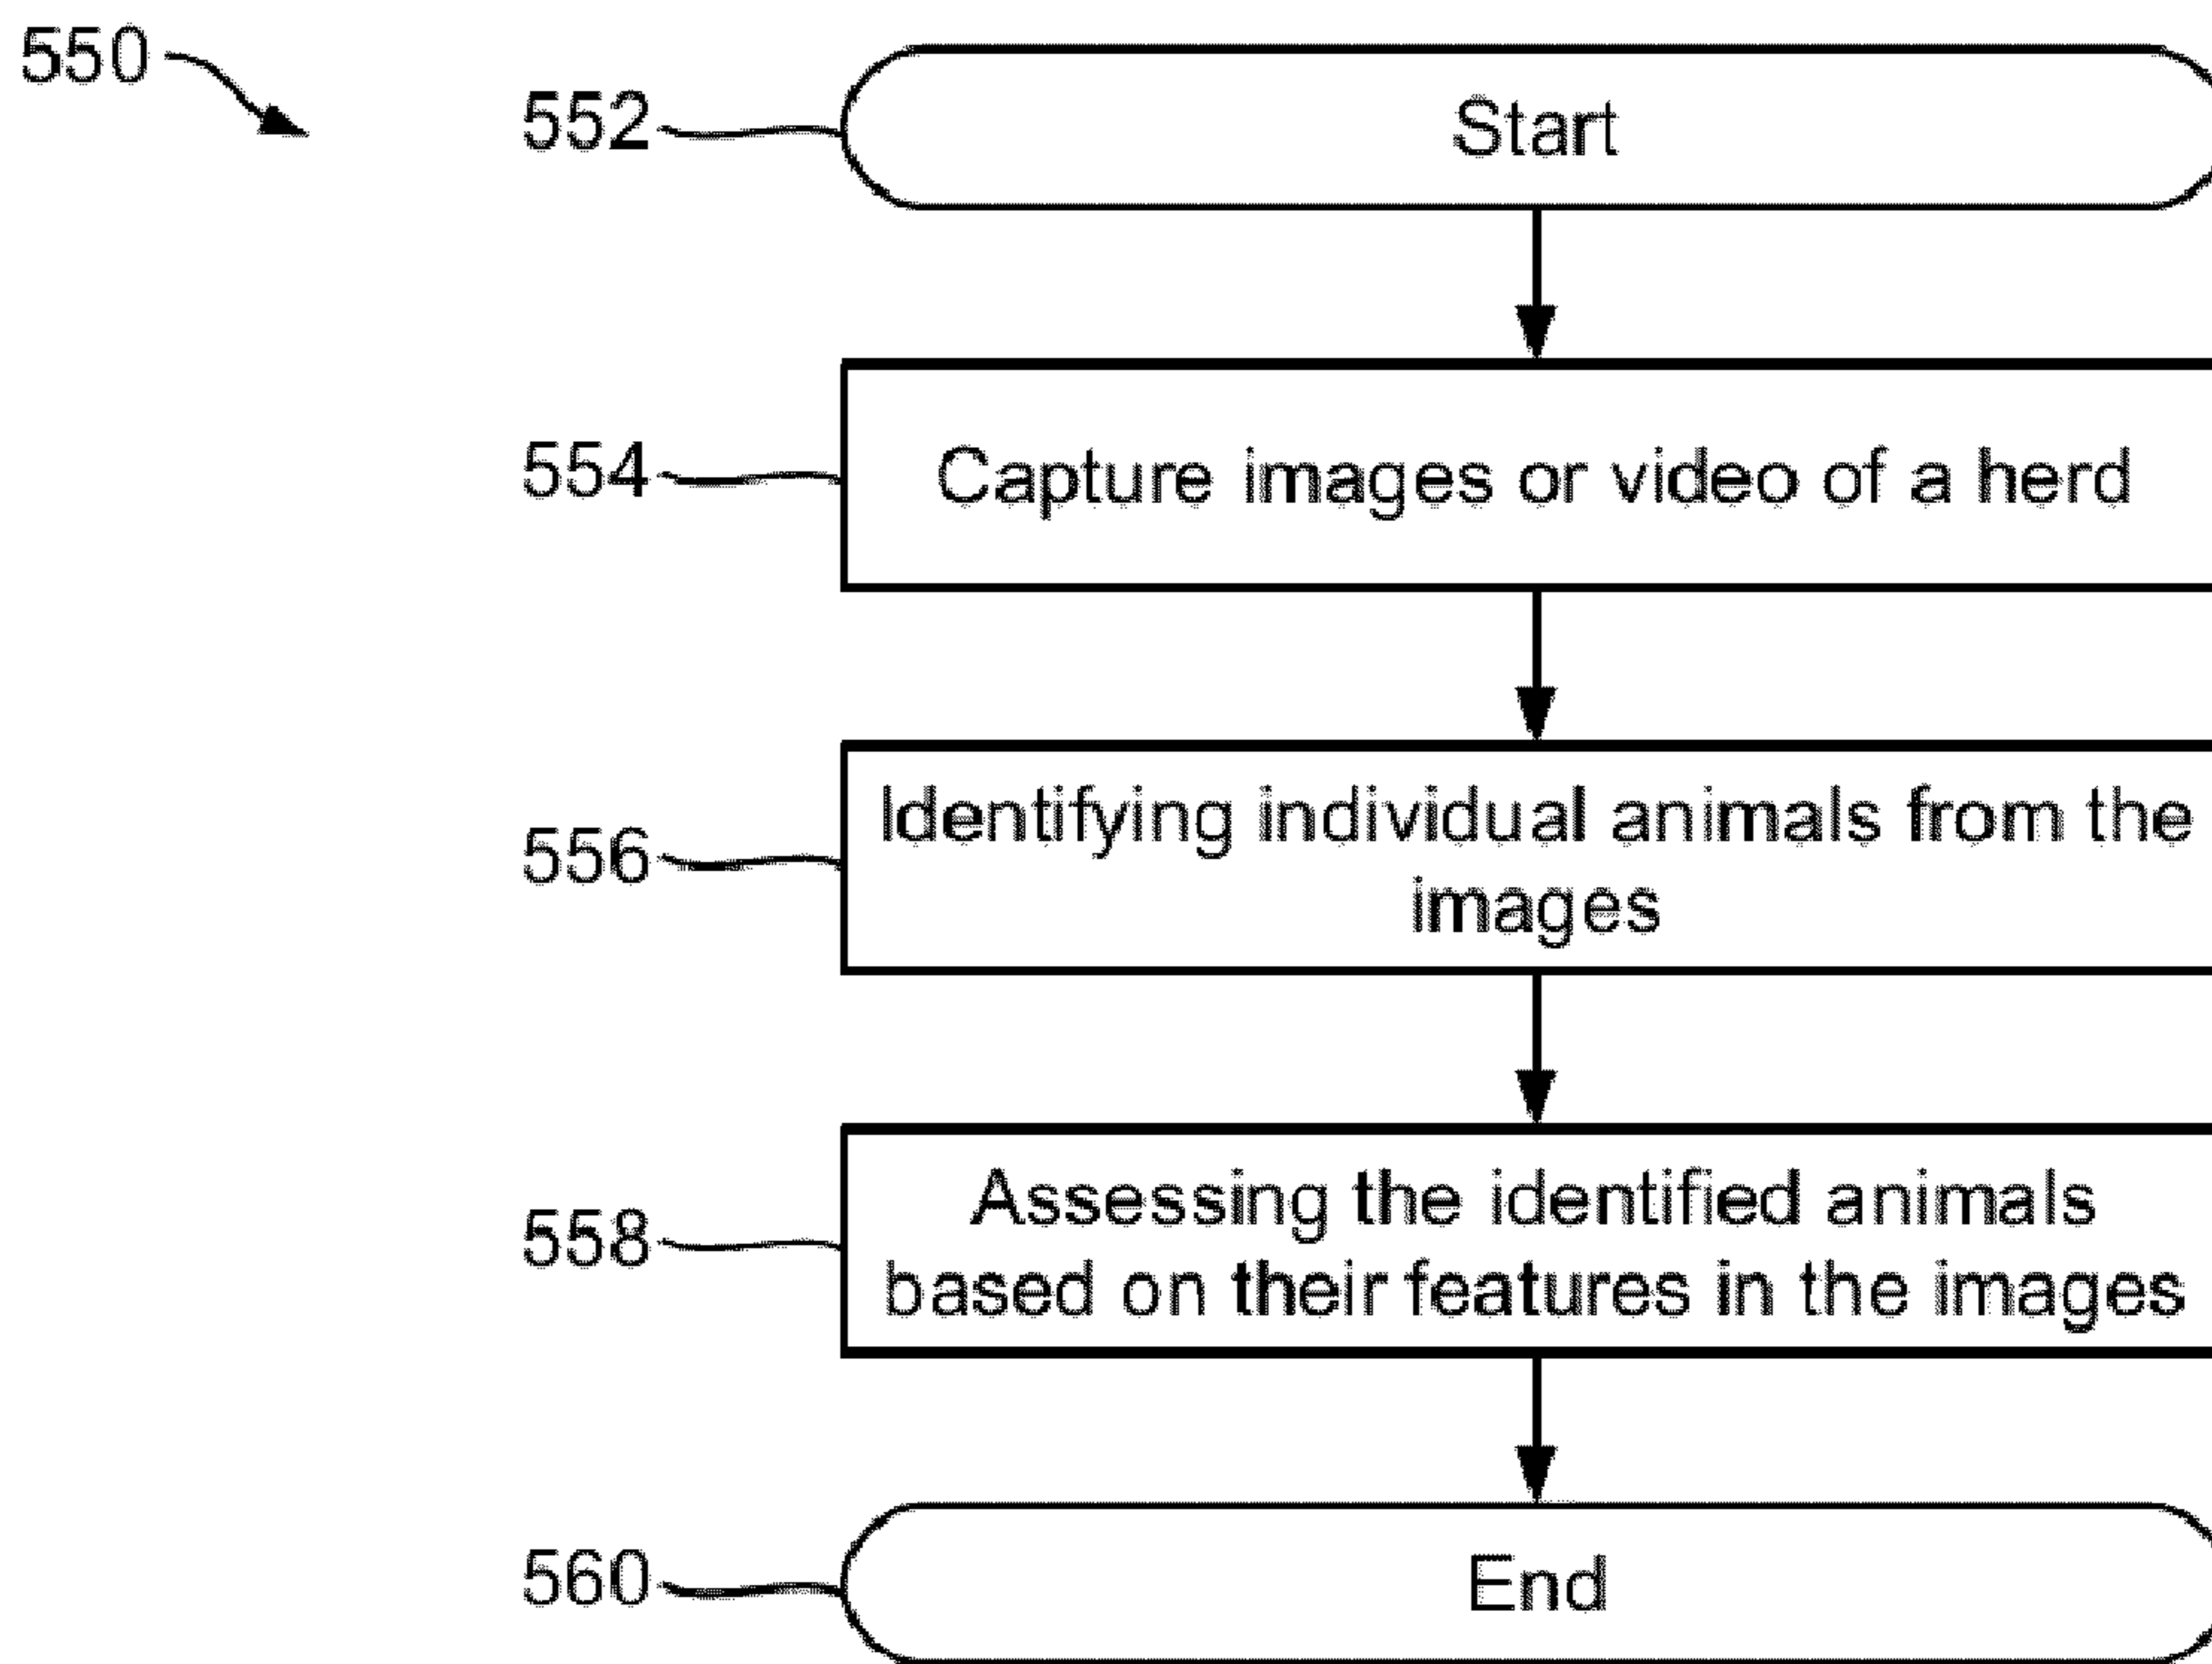 550
552
Start
554
Capture images or video of a herd
556
Identifying individual animals from the
images
558
Assessing the identified animals
based on their features in the images
560
End